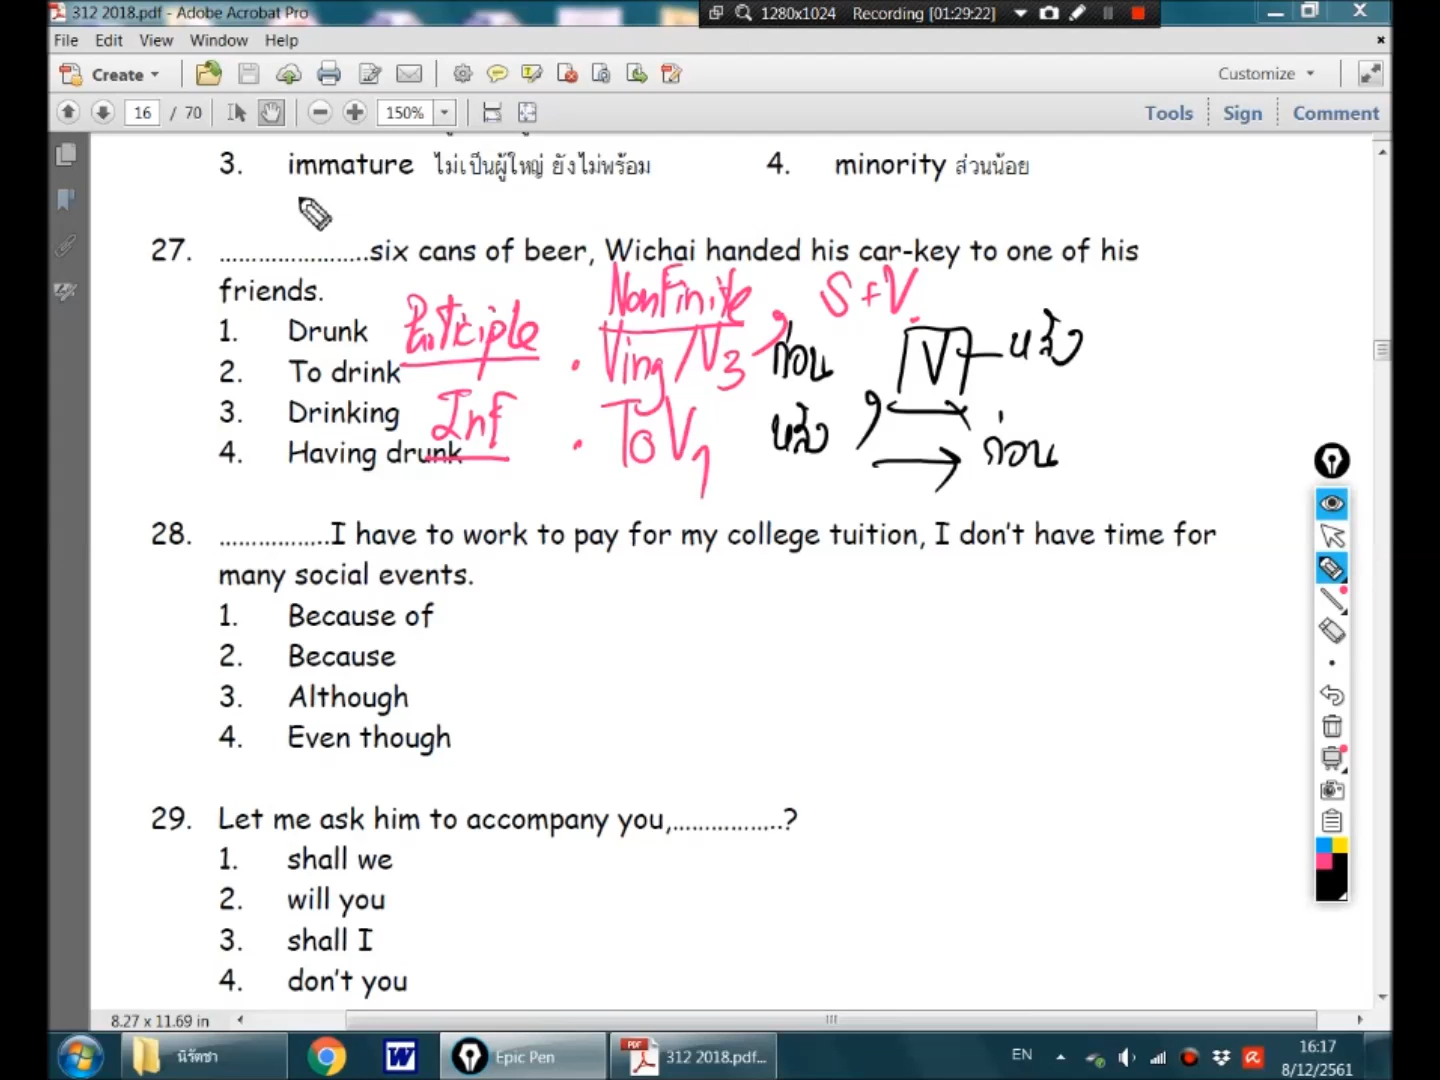 312 2018.pdf - Adobe Acrobat Pro
1280x1024 Recording [01:29:22]
File Edit View Window Help
Create Customize
16 / 70 150% Tools Sign Comment
3. immature ไม่เป็นผู้ใหญ่ ยังไม่พร้อม 4. minority ส่วนน้อย
27. ......................six cans of beer, Wichai handed his car-key to one of his
friends.
NonFinite , S + V.
1. Drunk Participle
. Ving/V3 ก่อน V หลัง
2. To drink
3. Drinking Inf . To V1 หลัง , ก่อน
4. Having drunk
28. .................I have to work to pay for my college tuition, I don't have time for
many social events.
1. Because of
2. Because
3. Although
4. Even though
29. Let me ask him to accompany you,.................?
1. shall we
2. will you
3. shall I
4. don't you
8.27 x 11.69 in
นิรัตชา Epic Pen 312 2018.pdf... EN 16:17
8/12/2561